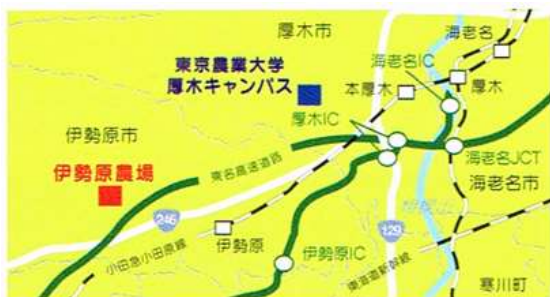 厚木市
海老名
海老名IC
東京農業大学
厚木キャンパス
本厚木
厚木
厚木IC
伊勢原市
海老名JCT
伊勢原農場
東名高速道路
海老名市
246
伊勢原
129
相模川
小田急小田原線
伊勢原IC
東海道新幹線
寒川町